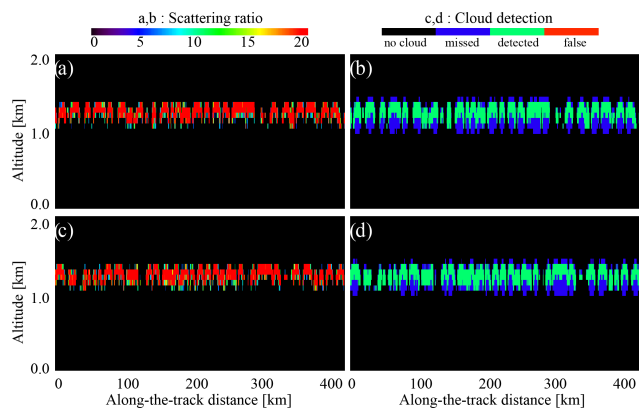 a,b : Scattering ratio
c,d : Cloud detection
0 5 10 15 20
no cloud missed detected false
2.0
(a)
(b)
Altitude [km]
1.0
0.0
2.0
(c)
(d)
Altitude [km]
1.0
0.0
0 100 200 300 400
0 100 200 300 400
Along-the-track distance [km]
Along-the-track distance [km]